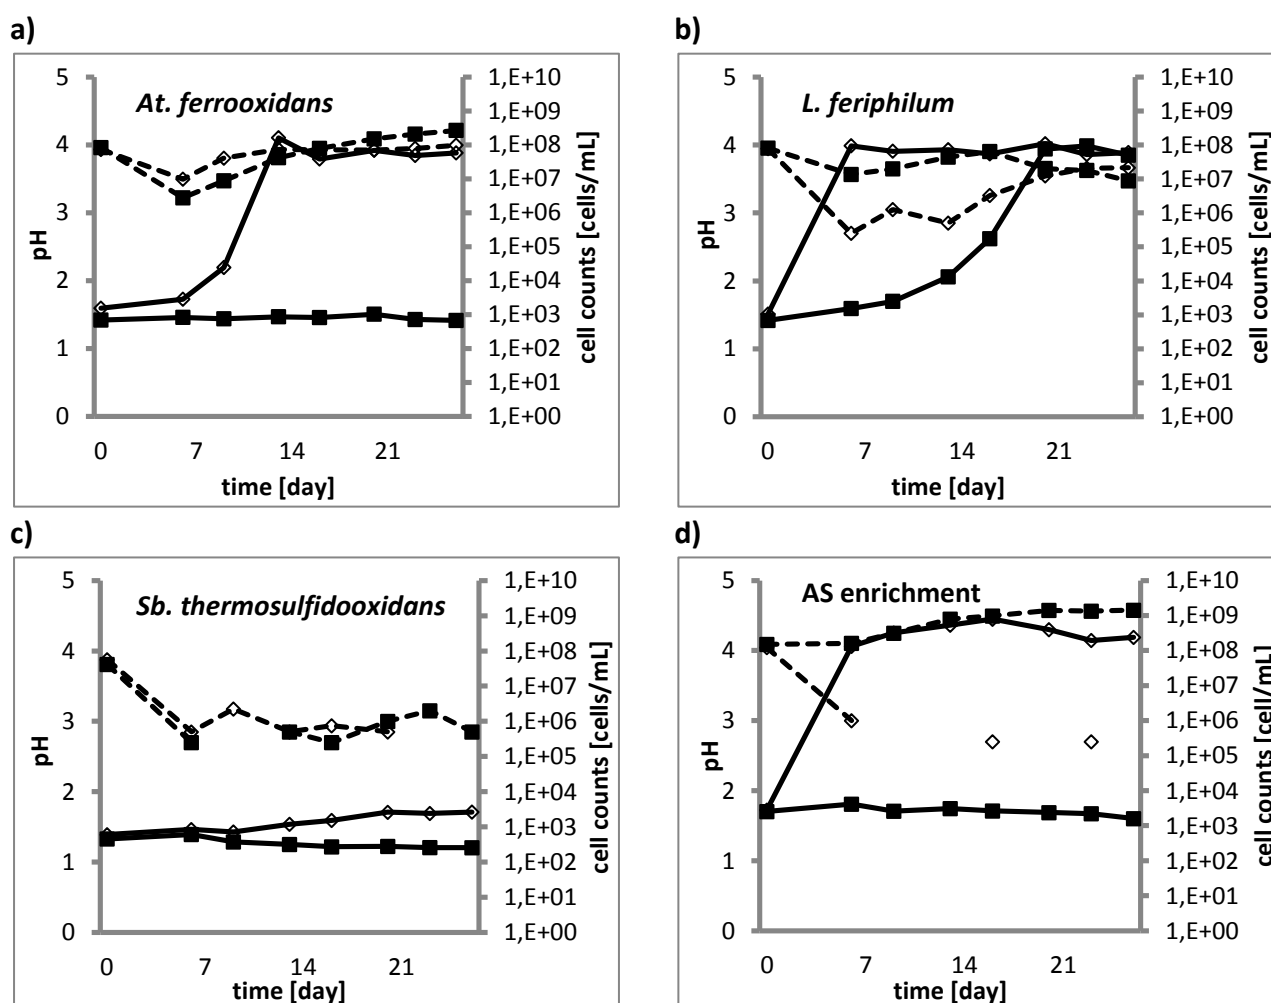 a)
At. ferrooxidans
5
4
3
2
1
0
pH
1,E+10
1,E+09
1,E+08
1,E+07
1,E+06
1,E+05
1,E+04
1,E+03
1,E+02
1,E+01
1,E+00
cell counts [cells/mL]
0 7 14 21
time [day]
b)
L. feriphilum
5
4
3
2
1
0
pH
1,E+10
1,E+09
1,E+08
1,E+07
1,E+06
1,E+05
1,E+04
1,E+03
1,E+02
1,E+01
1,E+00
cell counts [cells/mL]
0 7 14 21
time [day]
c)
Sb. thermosulfidooxidans
5
4
3
2
1
0
pH
1,E+10
1,E+09
1,E+08
1,E+07
1,E+06
1,E+05
1,E+04
1,E+03
1,E+02
1,E+01
1,E+00
cell counts [cells/mL]
0 7 14 21
time [day]
d)
AS enrichment
5
4
3
2
1
0
pH
1,E+10
1,E+09
1,E+08
1,E+07
1,E+06
1,E+05
1,E+04
1,E+03
1,E+02
1,E+01
1,E+00
cell counts [cell/mL]
0 7 14 21
time [day]